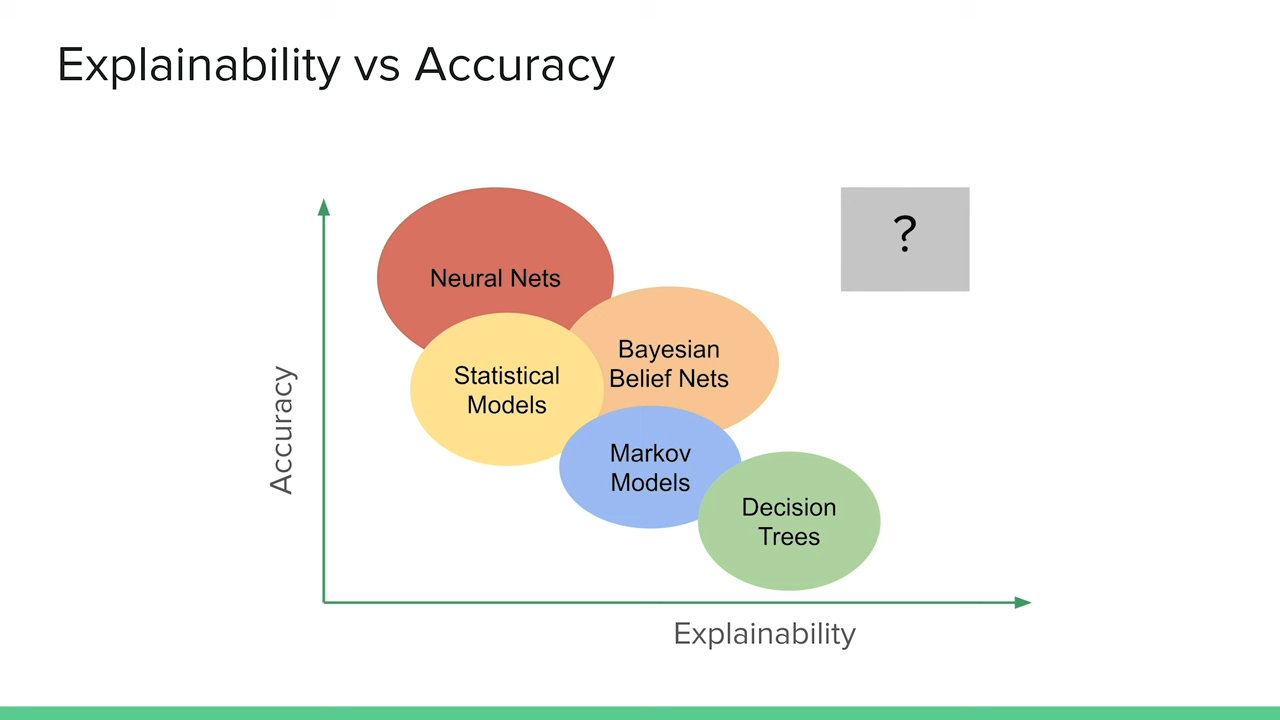 Explainability vs Accuracy
?
Neural Nets
Bayesian
Belief Nets
Statistical
Models
Markov
Models
Decision
Trees
Accuracy
Explainability